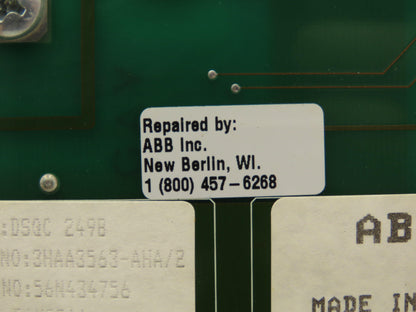 Repaired by:
ABB Inc.
New Berlin, WI.
1 (800) 457-6268
:DSQC 249B
NO:3HAA3563-AHA/2
NO:56N434756
AB
MADE IN